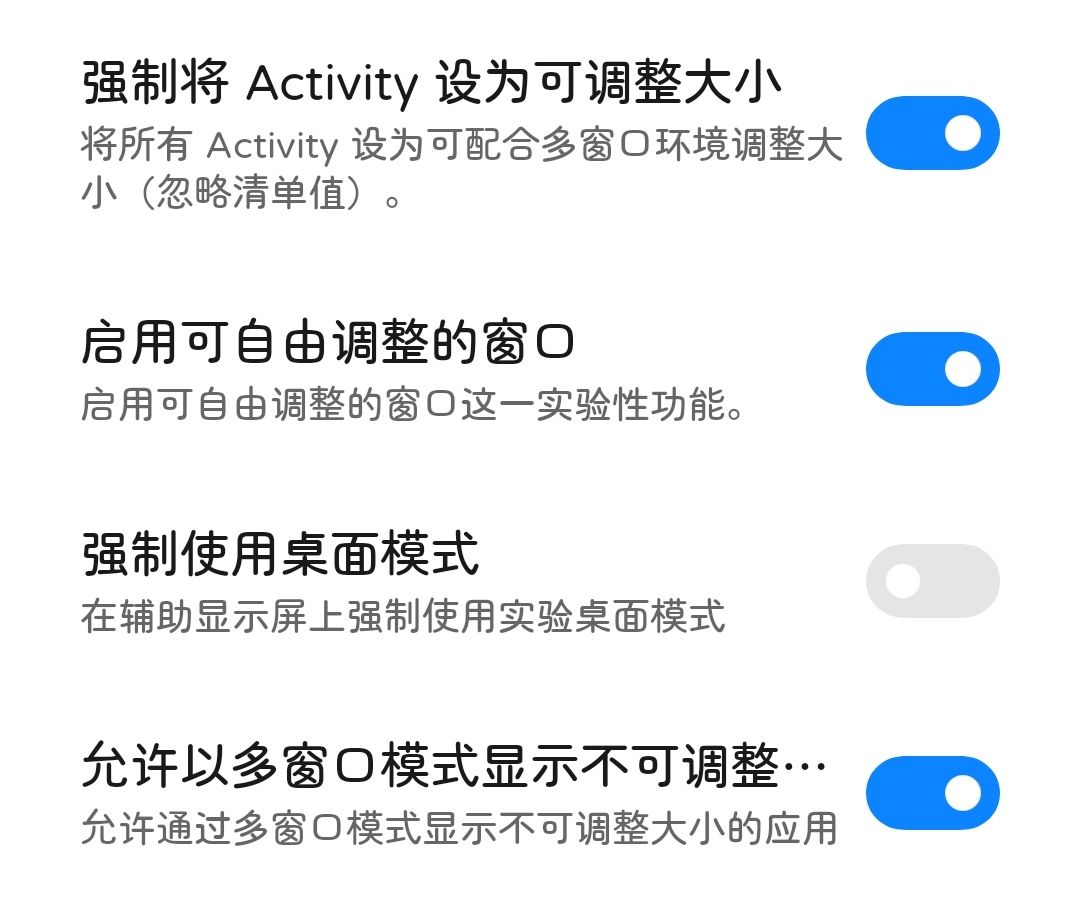 强制将 Activity 设为可调整大小
将所有 Activity 设为可配合多窗口环境调整大
小（忽略清单值）。
启用可自由调整的窗口
启用可自由调整的窗口这一实验性功能。
强制使用桌面模式
在辅助显示屏上强制使用实验桌面模式
允许以多窗口模式显示不可调整…
允许通过多窗口模式显示不可调整大小的应用